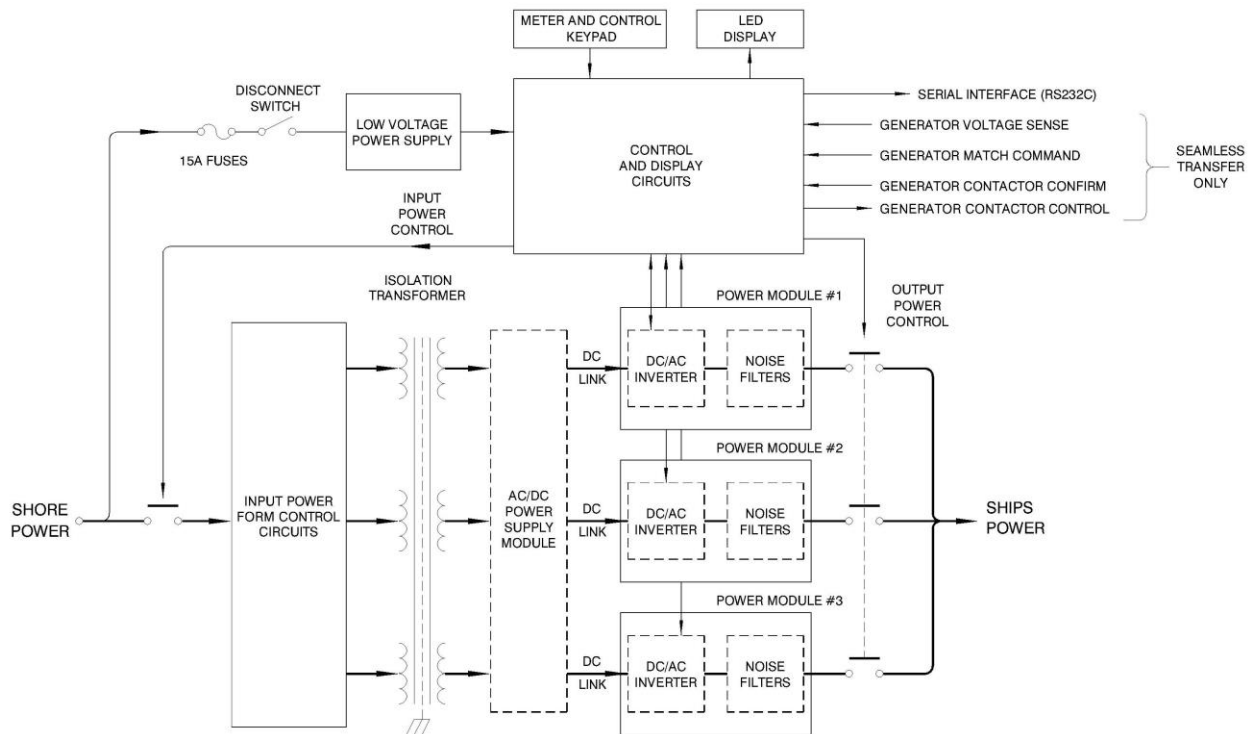 METER AND CONTROL
KEYPAD
LED
DISPLAY
DISCONNECT
SWITCH
15A FUSES
LOW VOLTAGE
POWER SUPPLY
CONTROL
AND DISPLAY
CIRCUITS
SERIAL INTERFACE (RS232C)
GENERATOR VOLTAGE SENSE
GENERATOR MATCH COMMAND
GENERATOR CONTACTOR CONFIRM
GENERATOR CONTACTOR CONTROL
SEAMLESS
TRANSFER
ONLY
INPUT
POWER
CONTROL
ISOLATION
TRANSFORMER
POWER MODULE #1
OUTPUT
POWER
CONTROL
DC
LINK
DC/AC
INVERTER
NOISE
FILTERS
POWER MODULE #2
SHORE
POWER
INPUT POWER
FORM CONTROL
CIRCUITS
AC/DC
POWER
SUPPLY
MODULE
DC
LINK
DC/AC
INVERTER
NOISE
FILTERS
SHIPS
POWER
POWER MODULE #3
DC
LINK
DC/AC
INVERTER
NOISE
FILTERS